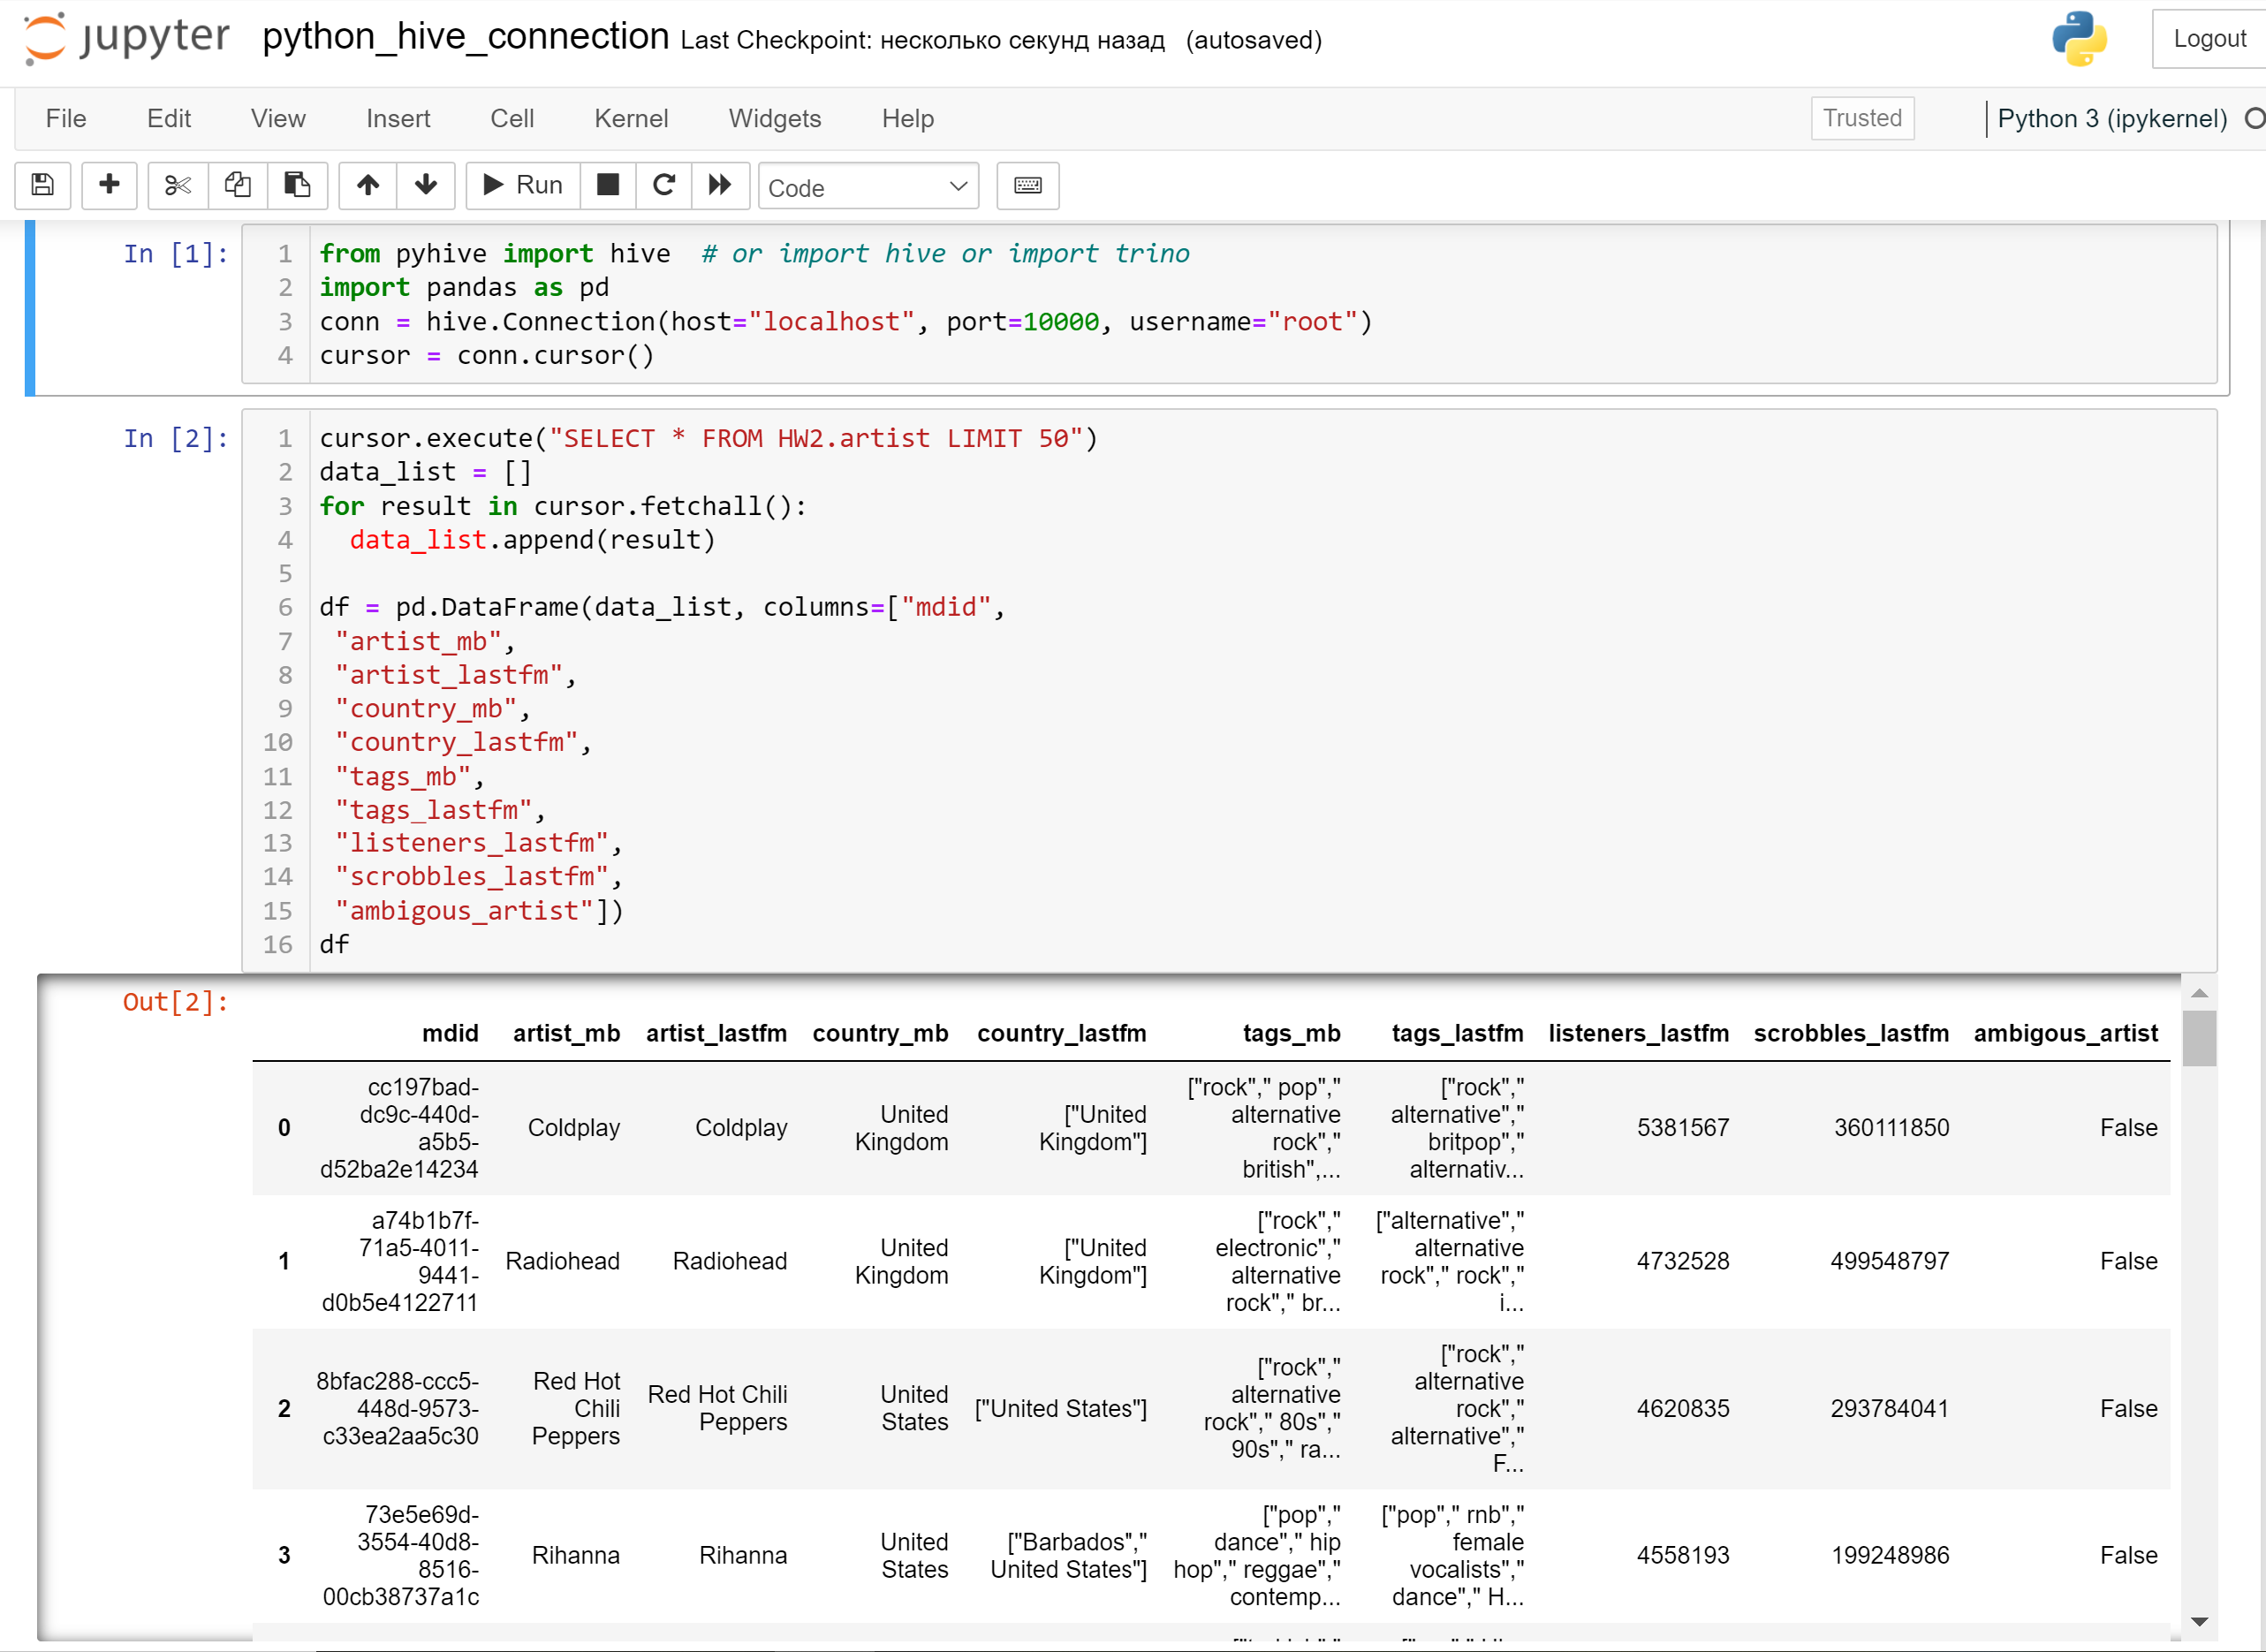 jupyter python_hive_connection Last Checkpoint: несколько секунд назад (autosaved) Logout
File Edit View Insert Cell Kernel Widgets Help Trusted Python 3 (ipykernel)
Run Code
In [1]:
1 from pyhive import hive  # or import hive or import trino
2 import pandas as pd
3 conn = hive.Connection(host="localhost", port=10000, username="root")
4 cursor = conn.cursor()
In [2]:
1 cursor.execute("SELECT * FROM HW2.artist LIMIT 50")
2 data_list = []
3 for result in cursor.fetchall():
4   data_list.append(result)
5
6 df = pd.DataFrame(data_list, columns=["mdid",
7  "artist_mb",
8  "artist_lastfm",
9  "country_mb",
10  "country_lastfm",
11  "tags_mb",
12  "tags_lastfm",
13  "listeners_lastfm",
14  "scrobbles_lastfm",
15  "ambigous_artist"])
16 df
Out[2]:
mdid artist_mb artist_lastfm country_mb country_lastfm tags_mb tags_lastfm listeners_lastfm scrobbles_lastfm ambigous_artist
0
cc197bad-
dc9c-440d-
a5b5-
d52ba2e14234
Coldplay
Coldplay
United
Kingdom
["United
Kingdom"]
["rock"," pop","
alternative
rock","
british",...
["rock","
alternative","
britpop","
alternativ...
5381567
360111850
False
1
a74b1b7f-
71a5-4011-
9441-
d0b5e4122711
Radiohead
Radiohead
United
Kingdom
["United
Kingdom"]
["rock","
electronic","
alternative
rock"," br...
["alternative","
alternative
rock"," rock","
i...
4732528
499548797
False
2
8bfac288-ccc5-
448d-9573-
c33ea2aa5c30
Red Hot
Chili
Peppers
Red Hot Chili
Peppers
United
States
["United States"]
["rock","
alternative
rock"," 80s","
90s"," ra...
["rock","
alternative
rock","
alternative","
F...
4620835
293784041
False
3
73e5e69d-
3554-40d8-
8516-
00cb38737a1c
Rihanna
Rihanna
United
States
["Barbados","
United States"]
["pop","
dance"," hip
hop"," reggae","
contemp...
["pop"," rnb","
female
vocalists","
dance"," H...
4558193
199248986
False